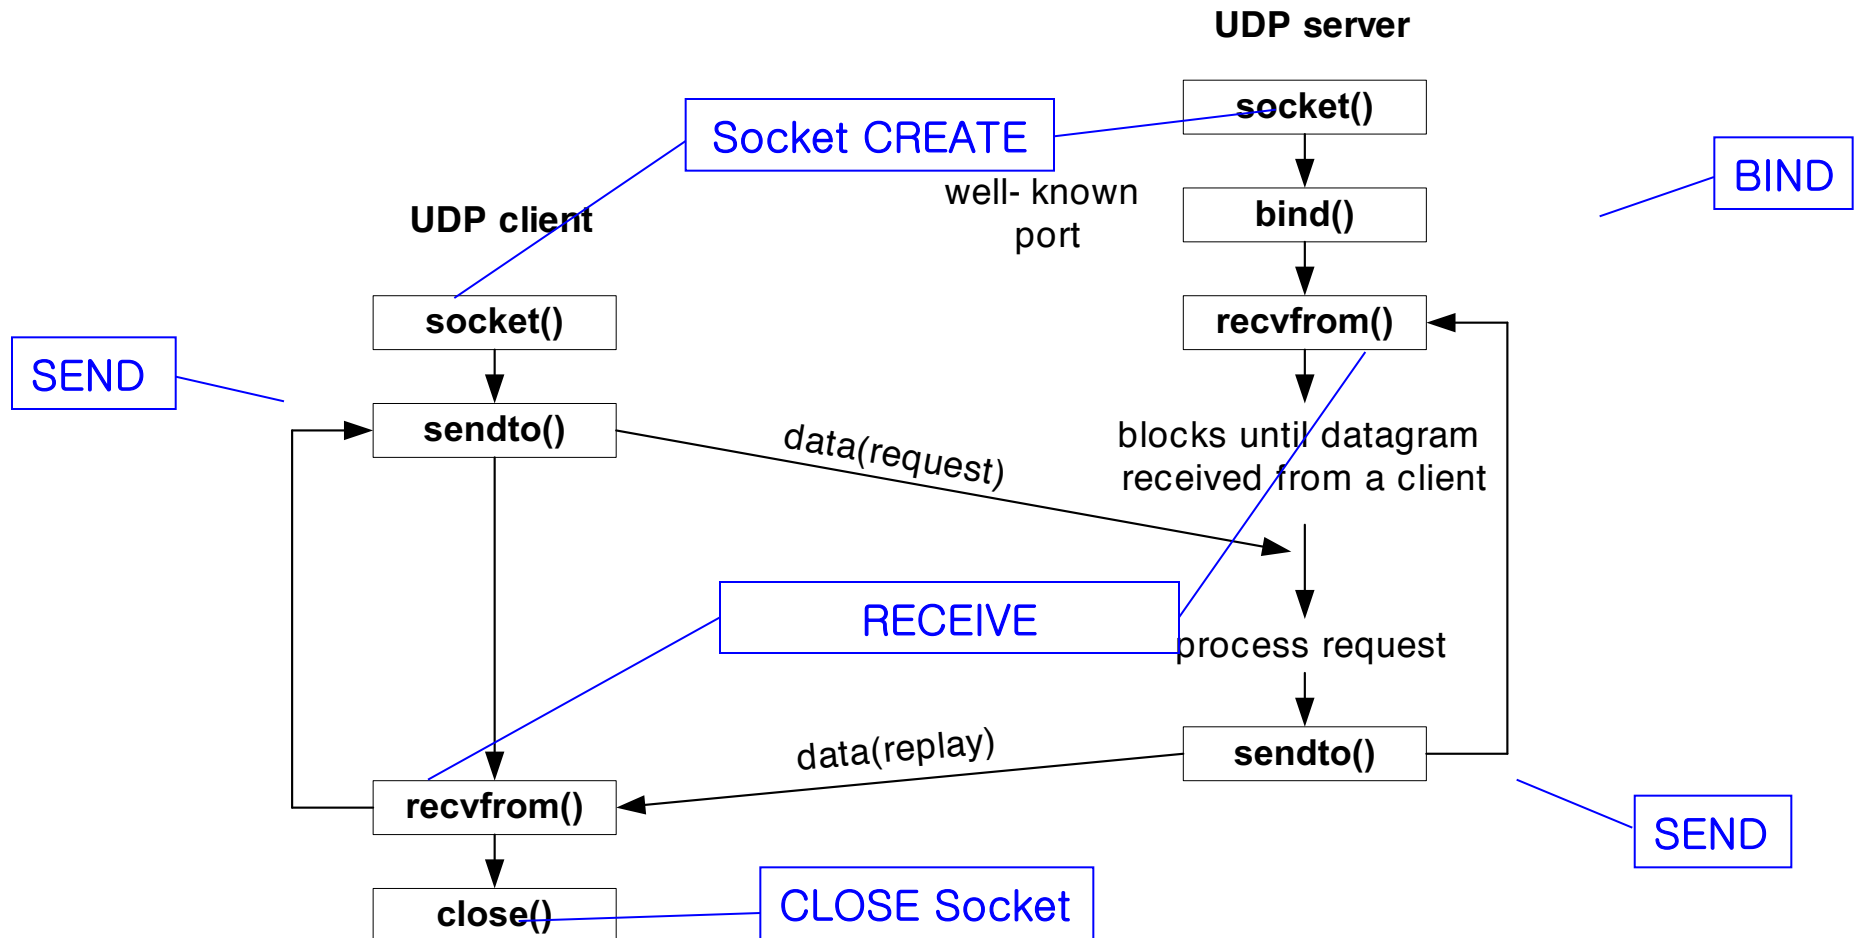 UDP server
socket()
Socket CREATE
BIND
well- known
port
bind()
UDP client
socket()
recvfrom()
SEND
sendto()
data(request)
blocks until datagram
received from a client
RECEIVE
process request
data(replay)
sendto()
recvfrom()
SEND
close()
CLOSE Socket